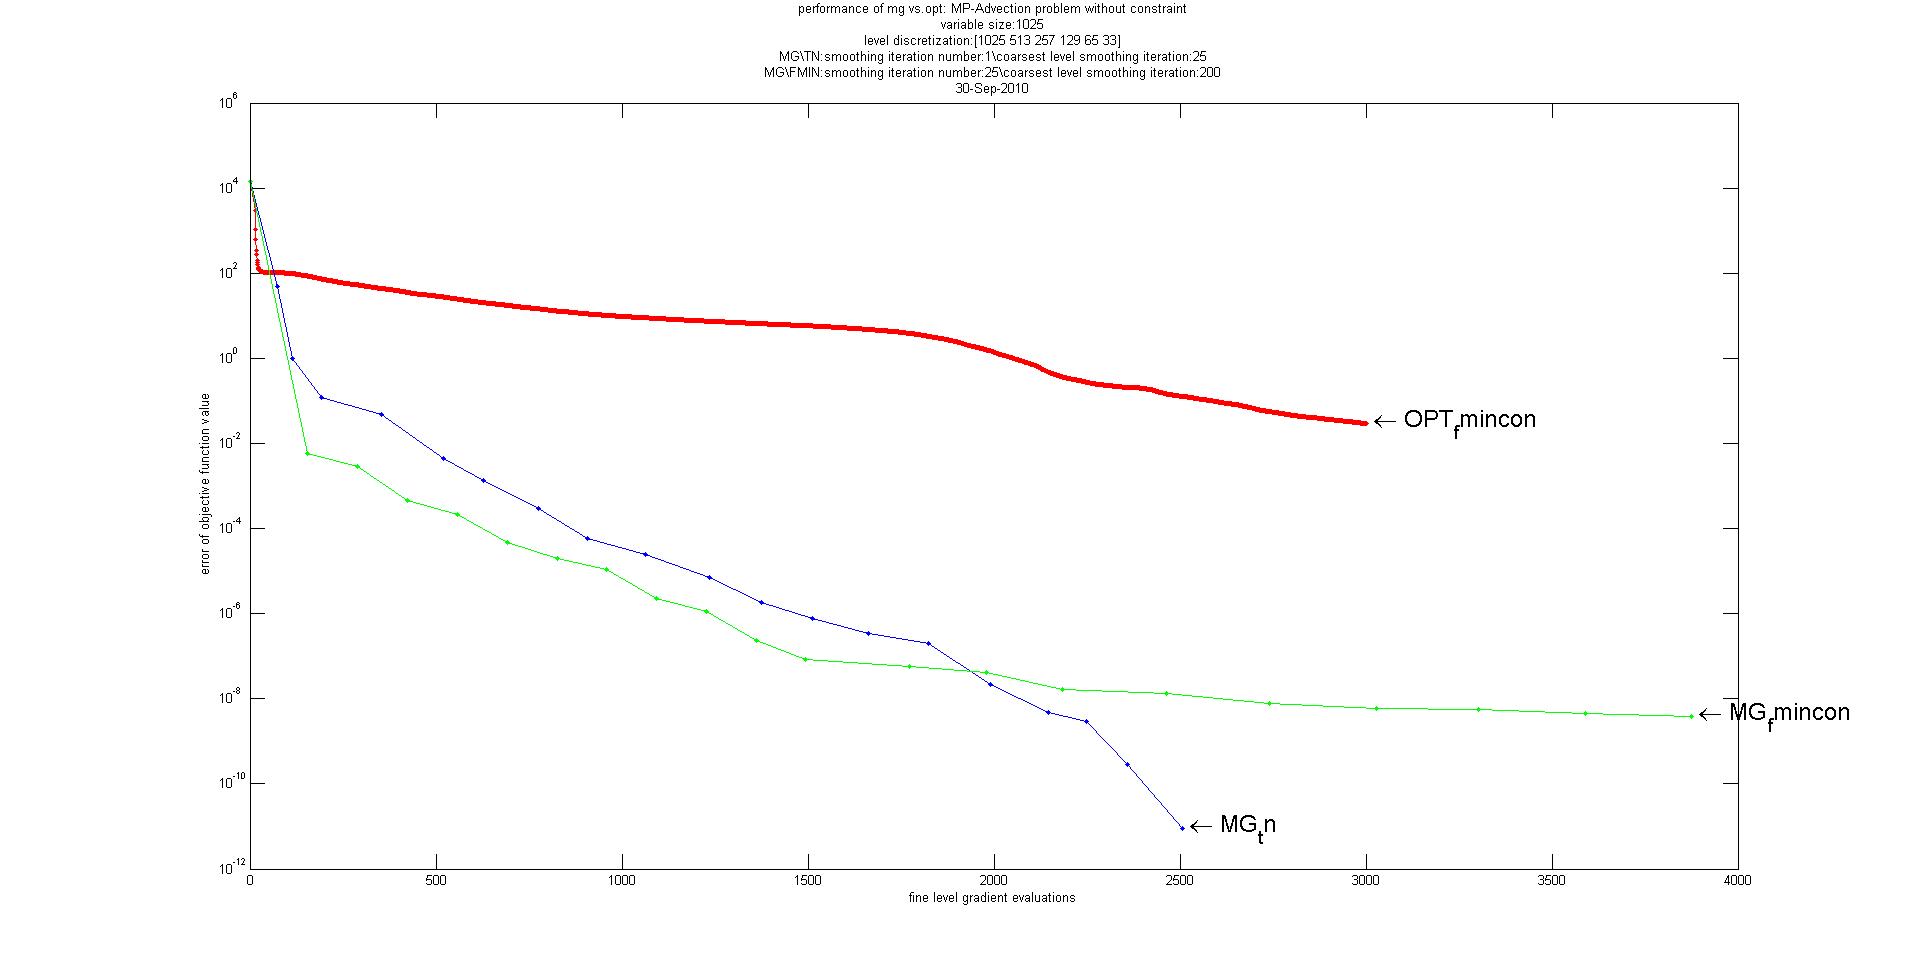 performance of mg vs.opt: MP-Advection problem without constraint
variable size:1025
level discretization:[1025 513 257 129 65 33]
MG\TN:smoothing iteration number:1\coarsest level smoothing iteration:25
MG\FMIN:smoothing iteration number:25\coarsest level smoothing iteration:200
30-Sep-2010
10^6
10^4
10^2
10^0
10^-2
10^-4
10^-6
10^-8
10^-10
10^-12
error of objective function value
← OPT_fmincon
← MG_fmincon
← MG_tn
0 500 1000 1500 2000 2500 3000 3500 4000
fine level gradient evaluations